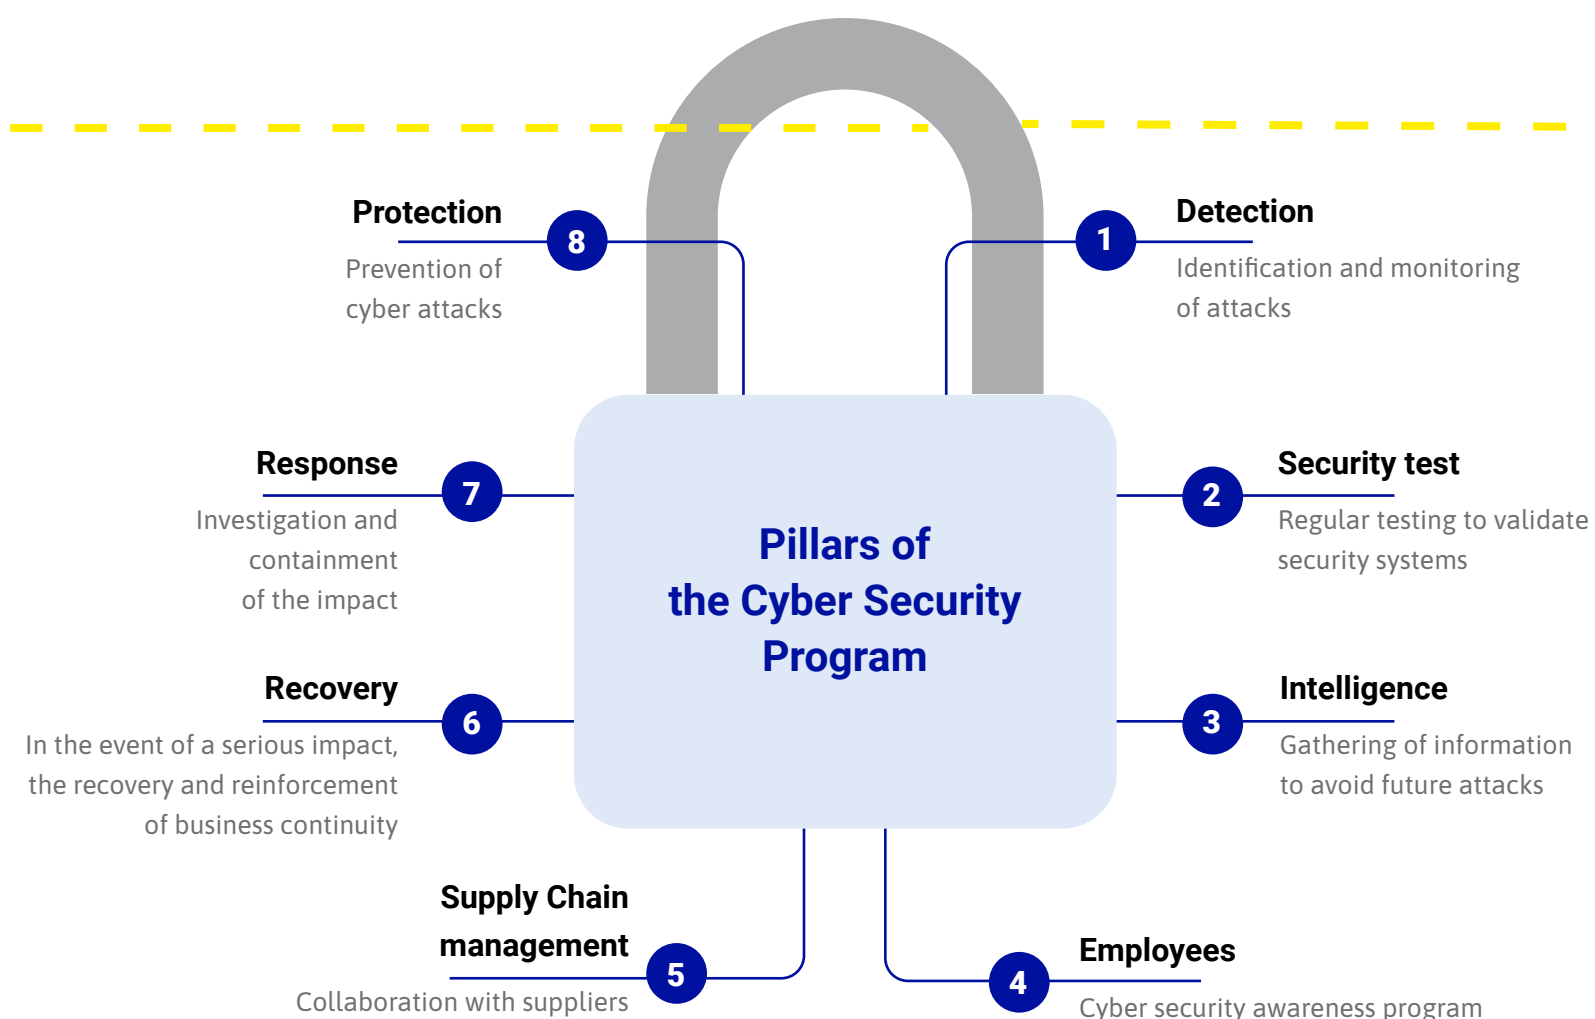 Protection
8
Prevention of
cyber attacks
1
Detection
Identification and monitoring
of attacks
Response
7
Investigation and
containment
of the impact
2
Security test
Regular testing to validate
security systems
Pillars of
the Cyber Security
Program
Recovery
6
In the event of a serious impact,
the recovery and reinforcement
of business continuity
3
Intelligence
Gathering of information
to avoid future attacks
Supply Chain
management
5
Collaboration with suppliers
4
Employees
Cyber security awareness program